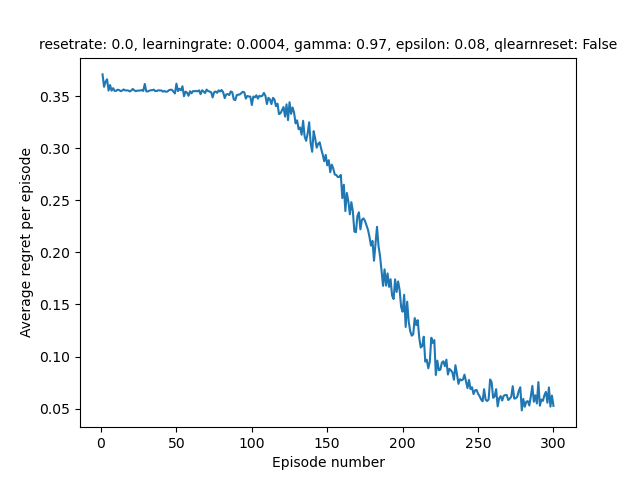 resetrate: 0.0, learningrate: 0.0004, gamma: 0.97, epsilon: 0.08, qlearnreset: False
Average regret per episode
0.35
0.30
0.25
0.20
0.15
0.10
0.05
0 50 100 150 200 250 300
Episode number